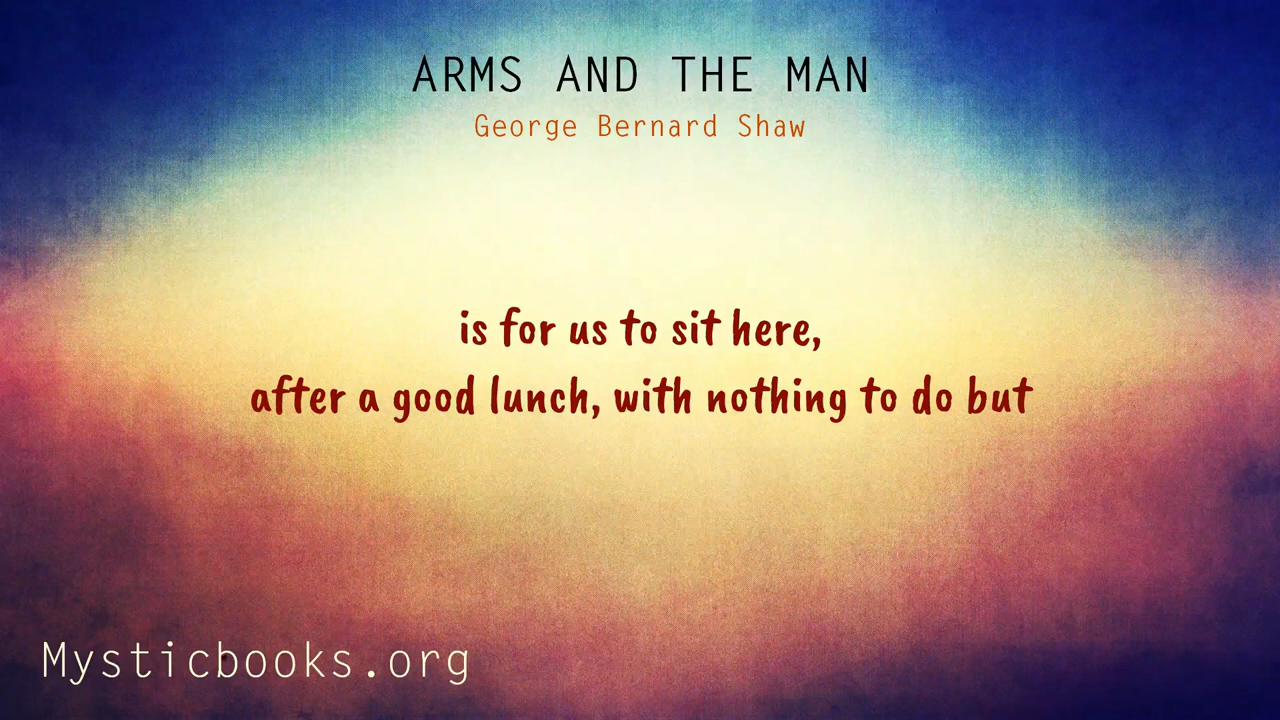 ARMS AND THE MAN
George Bernard Shaw
is for us to sit here,
after a good lunch, with nothing to do but
Mysticbooks.org